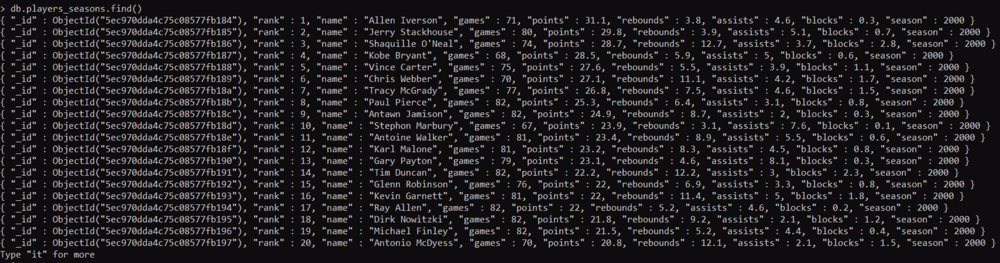 > db.players_seasons.find()
{ "_id" : ObjectId("5ec970dda4c75c08577fb184"), "rank" : 1, "name" : "Allen Iverson", "games" : 71, "points" : 31.1, "rebounds" : 3.8, "assists" : 4.6, "blocks" : 0.3, "season" : 2000 }
{ "_id" : ObjectId("5ec970dda4c75c08577fb185"), "rank" : 2, "name" : "Jerry Stackhouse", "games" : 80, "points" : 29.8, "rebounds" : 3.9, "assists" : 5.1, "blocks" : 0.7, "season" : 2000 }
{ "_id" : ObjectId("5ec970dda4c75c08577fb186"), "rank" : 3, "name" : "Shaquille O'Neal", "games" : 74, "points" : 28.7, "rebounds" : 12.7, "assists" : 3.7, "blocks" : 2.8, "season" : 2000 }
{ "_id" : ObjectId("5ec970dda4c75c08577fb187"), "rank" : 4, "name" : "Kobe Bryant", "games" : 68, "points" : 28.5, "rebounds" : 5.9, "assists" : 5, "blocks" : 0.6, "season" : 2000 }
{ "_id" : ObjectId("5ec970dda4c75c08577fb188"), "rank" : 5, "name" : "Vince Carter", "games" : 75, "points" : 27.6, "rebounds" : 5.5, "assists" : 3.9, "blocks" : 1.1, "season" : 2000 }
{ "_id" : ObjectId("5ec970dda4c75c08577fb189"), "rank" : 6, "name" : "Chris Webber", "games" : 70, "points" : 27.1, "rebounds" : 11.1, "assists" : 4.2, "blocks" : 1.7, "season" : 2000 }
{ "_id" : ObjectId("5ec970dda4c75c08577fb18a"), "rank" : 7, "name" : "Tracy McGrady", "games" : 77, "points" : 26.8, "rebounds" : 7.5, "assists" : 4.6, "blocks" : 1.5, "season" : 2000 }
{ "_id" : ObjectId("5ec970dda4c75c08577fb18b"), "rank" : 8, "name" : "Paul Pierce", "games" : 82, "points" : 25.3, "rebounds" : 6.4, "assists" : 3.1, "blocks" : 0.8, "season" : 2000 }
{ "_id" : ObjectId("5ec970dda4c75c08577fb18c"), "rank" : 9, "name" : "Antawn Jamison", "games" : 82, "points" : 24.9, "rebounds" : 8.7, "assists" : 2, "blocks" : 0.3, "season" : 2000 }
{ "_id" : ObjectId("5ec970dda4c75c08577fb18d"), "rank" : 10, "name" : "Stephon Marbury", "games" : 67, "points" : 23.9, "rebounds" : 3.1, "assists" : 7.6, "blocks" : 0.1, "season" : 2000 }
{ "_id" : ObjectId("5ec970dda4c75c08577fb18e"), "rank" : 11, "name" : "Antoine Walker", "games" : 81, "points" : 23.4, "rebounds" : 8.9, "assists" : 5.5, "blocks" : 0.6, "season" : 2000 }
{ "_id" : ObjectId("5ec970dda4c75c08577fb18f"), "rank" : 12, "name" : "Karl Malone", "games" : 81, "points" : 23.2, "rebounds" : 8.3, "assists" : 4.5, "blocks" : 0.8, "season" : 2000 }
{ "_id" : ObjectId("5ec970dda4c75c08577fb190"), "rank" : 13, "name" : "Gary Payton", "games" : 79, "points" : 23.1, "rebounds" : 4.6, "assists" : 8.1, "blocks" : 0.3, "season" : 2000 }
{ "_id" : ObjectId("5ec970dda4c75c08577fb191"), "rank" : 14, "name" : "Tim Duncan", "games" : 82, "points" : 22.2, "rebounds" : 12.2, "assists" : 3, "blocks" : 2.3, "season" : 2000 }
{ "_id" : ObjectId("5ec970dda4c75c08577fb192"), "rank" : 15, "name" : "Glenn Robinson", "games" : 76, "points" : 22, "rebounds" : 6.9, "assists" : 3.3, "blocks" : 0.8, "season" : 2000 }
{ "_id" : ObjectId("5ec970dda4c75c08577fb193"), "rank" : 16, "name" : "Kevin Garnett", "games" : 81, "points" : 22, "rebounds" : 11.4, "assists" : 5, "blocks" : 1.8, "season" : 2000 }
{ "_id" : ObjectId("5ec970dda4c75c08577fb194"), "rank" : 17, "name" : "Ray Allen", "games" : 82, "points" : 22, "rebounds" : 5.2, "assists" : 4.6, "blocks" : 0.2, "season" : 2000 }
{ "_id" : ObjectId("5ec970dda4c75c08577fb195"), "rank" : 18, "name" : "Dirk Nowitzki", "games" : 82, "points" : 21.8, "rebounds" : 9.2, "assists" : 2.1, "blocks" : 1.2, "season" : 2000 }
{ "_id" : ObjectId("5ec970dda4c75c08577fb196"), "rank" : 19, "name" : "Michael Finley", "games" : 82, "points" : 21.5, "rebounds" : 5.2, "assists" : 4.4, "blocks" : 0.4, "season" : 2000 }
{ "_id" : ObjectId("5ec970dda4c75c08577fb197"), "rank" : 20, "name" : "Antonio McDyess", "games" : 70, "points" : 20.8, "rebounds" : 12.1, "assists" : 2.1, "blocks" : 1.5, "season" : 2000 }
Type "it" for more